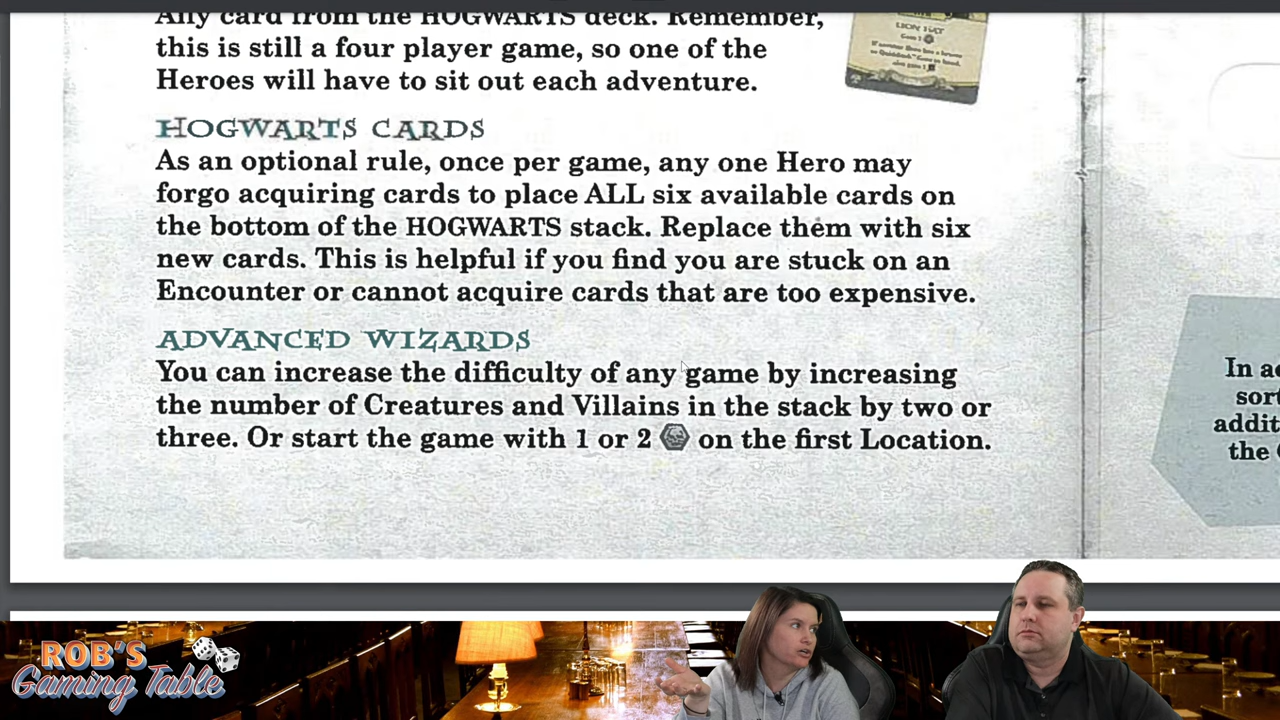 Any card from the HOGWARTS deck. Remember,
this is still a four player game, so one of the
Heroes will have to sit out each adventure.
HOGWARTS CARDS
As an optional rule, once per game, any one Hero may
forgo acquiring cards to place ALL six available cards on
the bottom of the HOGWARTS stack. Replace them with six
new cards. This is helpful if you find you are stuck on an
Encounter or cannot acquire cards that are too expensive.
ADVANCED WIZARDS
You can increase the difficulty of any game by increasing
the number of Creatures and Villains in the stack by two or
three. Or start the game with 1 or 2 on the first Location.
the
ROB'S
Gaming Table